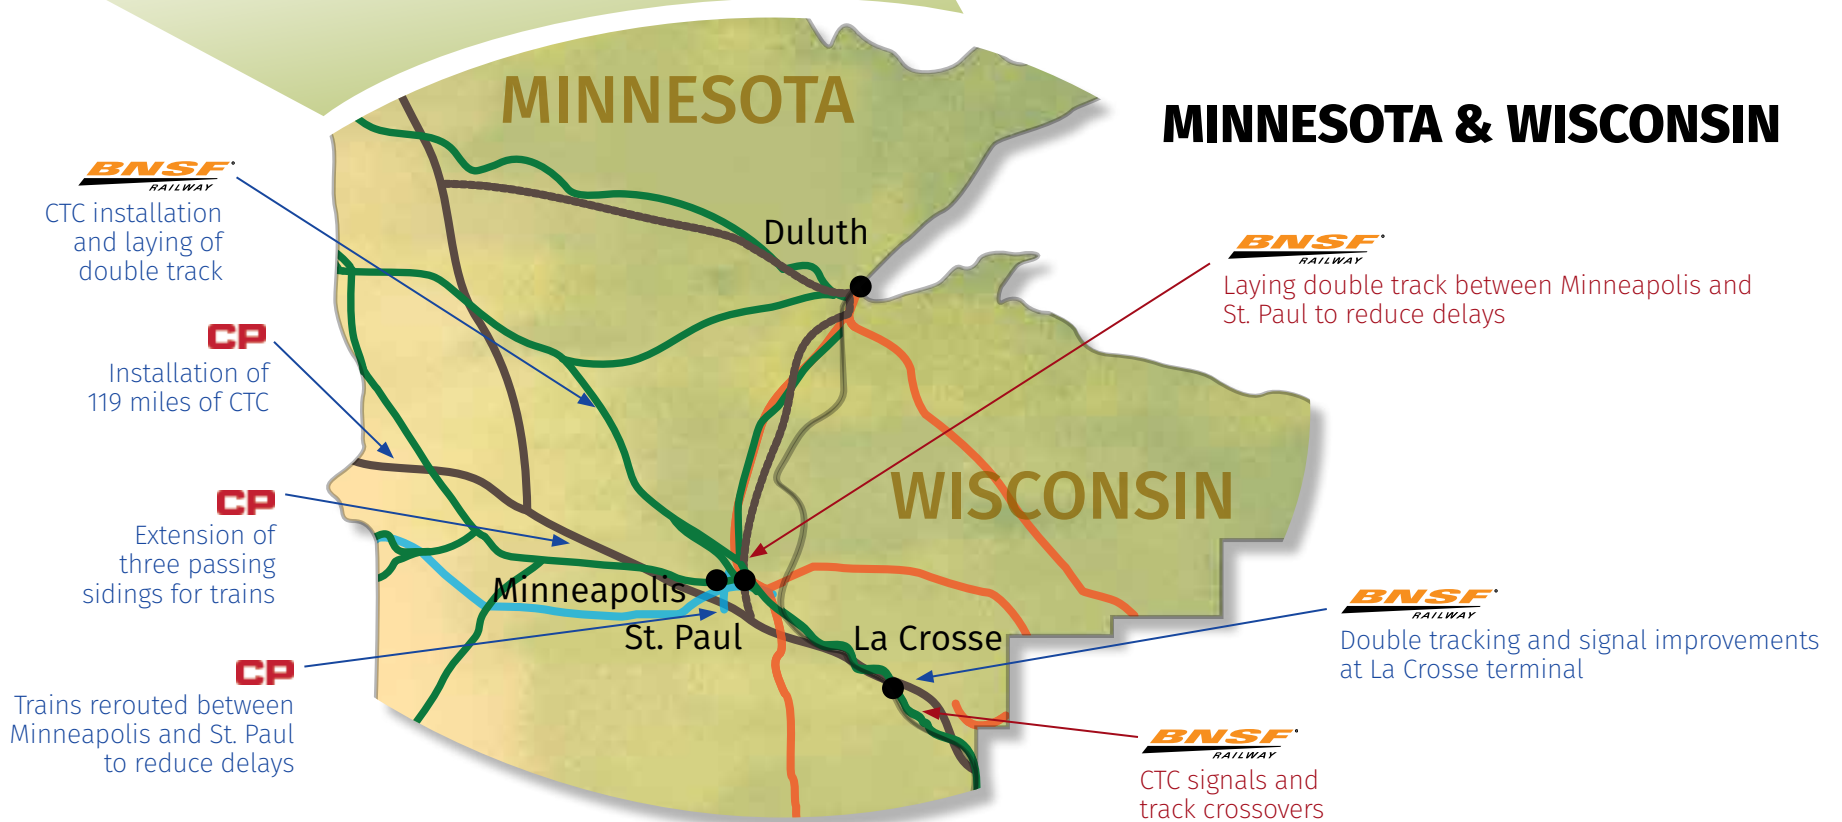 MINNESOTA
MINNESOTA & WISCONSIN
BNSF
RAILWAY
CTC installation
and laying of
double track
CP
Installation of
119 miles of CTC
CP
Extension of
three passing
sidings for trains
CP
Trains rerouted between
Minneapolis and St. Paul
to reduce delays
Duluth
WISCONSIN
Minneapolis
St. Paul
La Crosse
BNSF
RAILWAY
Laying double track between Minneapolis and
St. Paul to reduce delays
BNSF
RAILWAY
Double tracking and signal improvements
at La Crosse terminal
BNSF
RAILWAY
CTC signals and
track crossovers